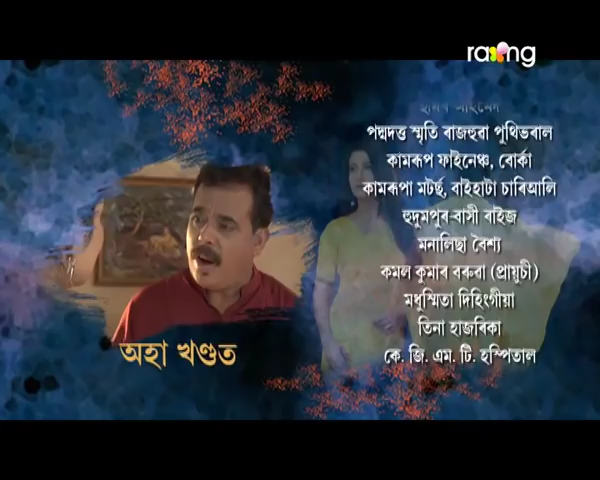 rang
পদ্মদত্ত স্মৃতি ৰাজহুৱা পুথিভঁৰাল
কামৰূপ ফাইনেঞ্চ, ৰোৰ্কা
কামৰূপা মটৰ্ছ, বাইহাটা চাৰিআলি
হুদুমপুৰ বাসী ৰাইজ
মনালিছা বৈশ্য
কমল কুমাৰ বৰুৱা (প্ৰায়ুচী)
মধুস্মিতা দিহিংগীয়া
তিনা হাজৰিকা
কে. জি. এম. টি. হস্পিতাল
অহা খণ্ডত